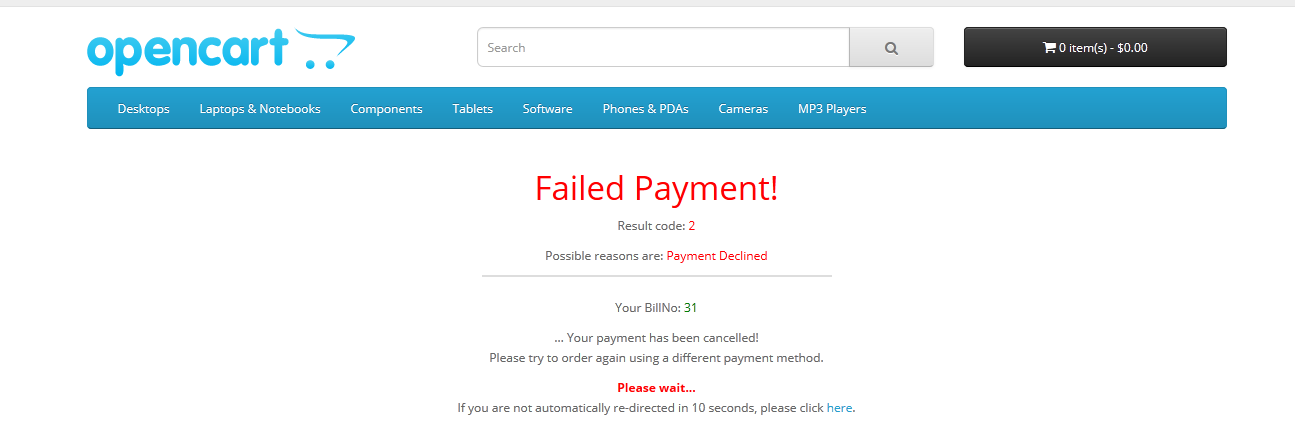 opencart
Search
0 item(s) - $0.00
Desktops Laptops & Notebooks Components Tablets Software Phones & PDAs Cameras MP3 Players
Failed Payment!
Result code: 2
Possible reasons are: Payment Declined
Your BillNo: 31
... Your payment has been cancelled!
Please try to order again using a different payment method.
Please wait...
If you are not automatically re-directed in 10 seconds, please click here.